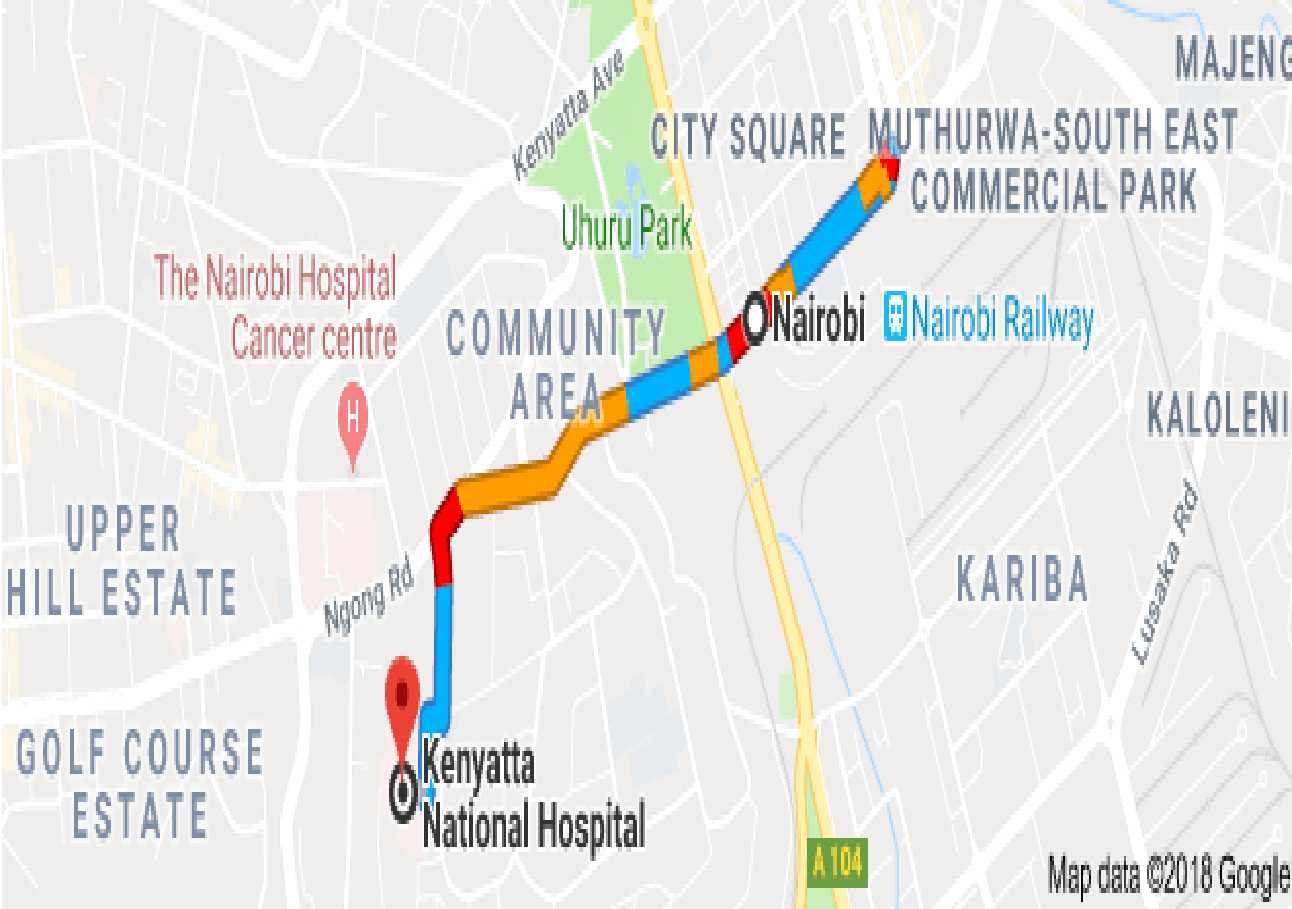 MAJENG
Kenyatta Ave
CITY SQUARE
MUTHURWA-SOUTH EAST
COMMERCIAL PARK
Uhuru Park
The Nairobi Hospital
Cancer centre
H
COMMUNITY
AREA
Nairobi
Nairobi Railway
KALOLENI
UPPER
HILL ESTATE
Ngong Rd
KARIBA
Lusaka Rd
GOLF COURSE
ESTATE
Kenyatta
National Hospital
A 104
Map data ©2018 Google